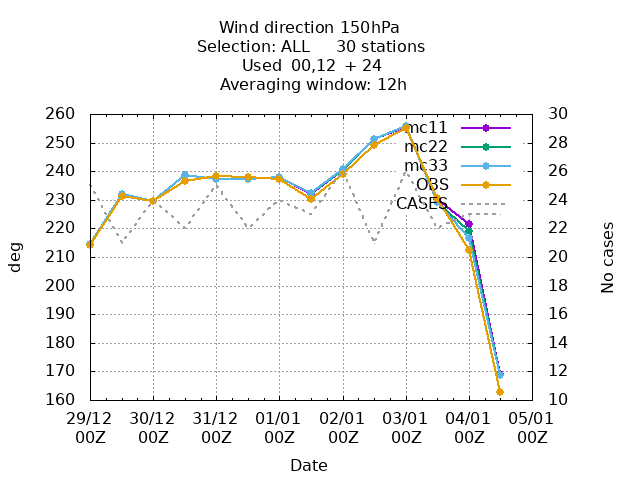 Wind direction 150hPa
Selection: ALL 30 stations
Used 00,12 + 24
Averaging window: 12h
260 30
250 28
240 26
230 24
220 22
210 20
200 18
190 16
180 14
170 12
160 10
mc11
mc22
mc33
OBS
CASES
deg
No cases
29/12 30/12 31/12 01/01 02/01 03/01 04/01 05/01
00Z 00Z 00Z 00Z 00Z 00Z 00Z 00Z
Date